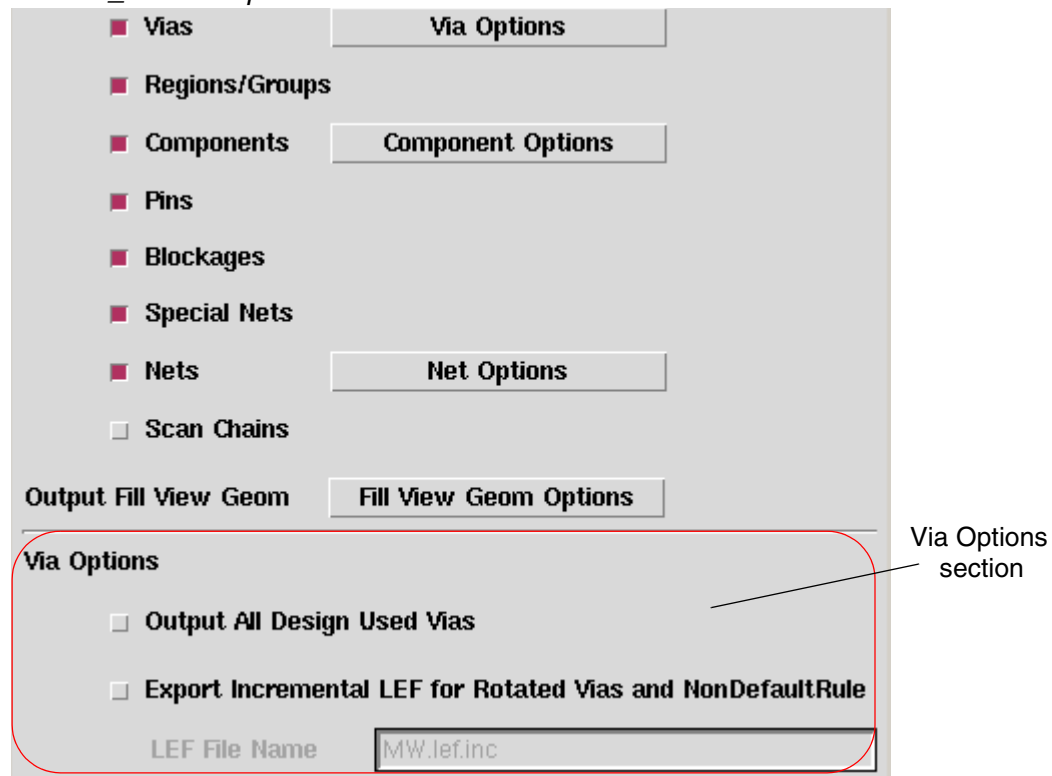 Vias Via Options
Regions/Groups
Components Component Options
Pins
Blockages
Special Nets
Nets Net Options
Scan Chains
Output Fill View Geom Fill View Geom Options
Via Options
Output All Design Used Vias
Export Incremental LEF for Rotated Vias and NonDefaultRule
LEF File Name MW.lef.inc
Via Options
section